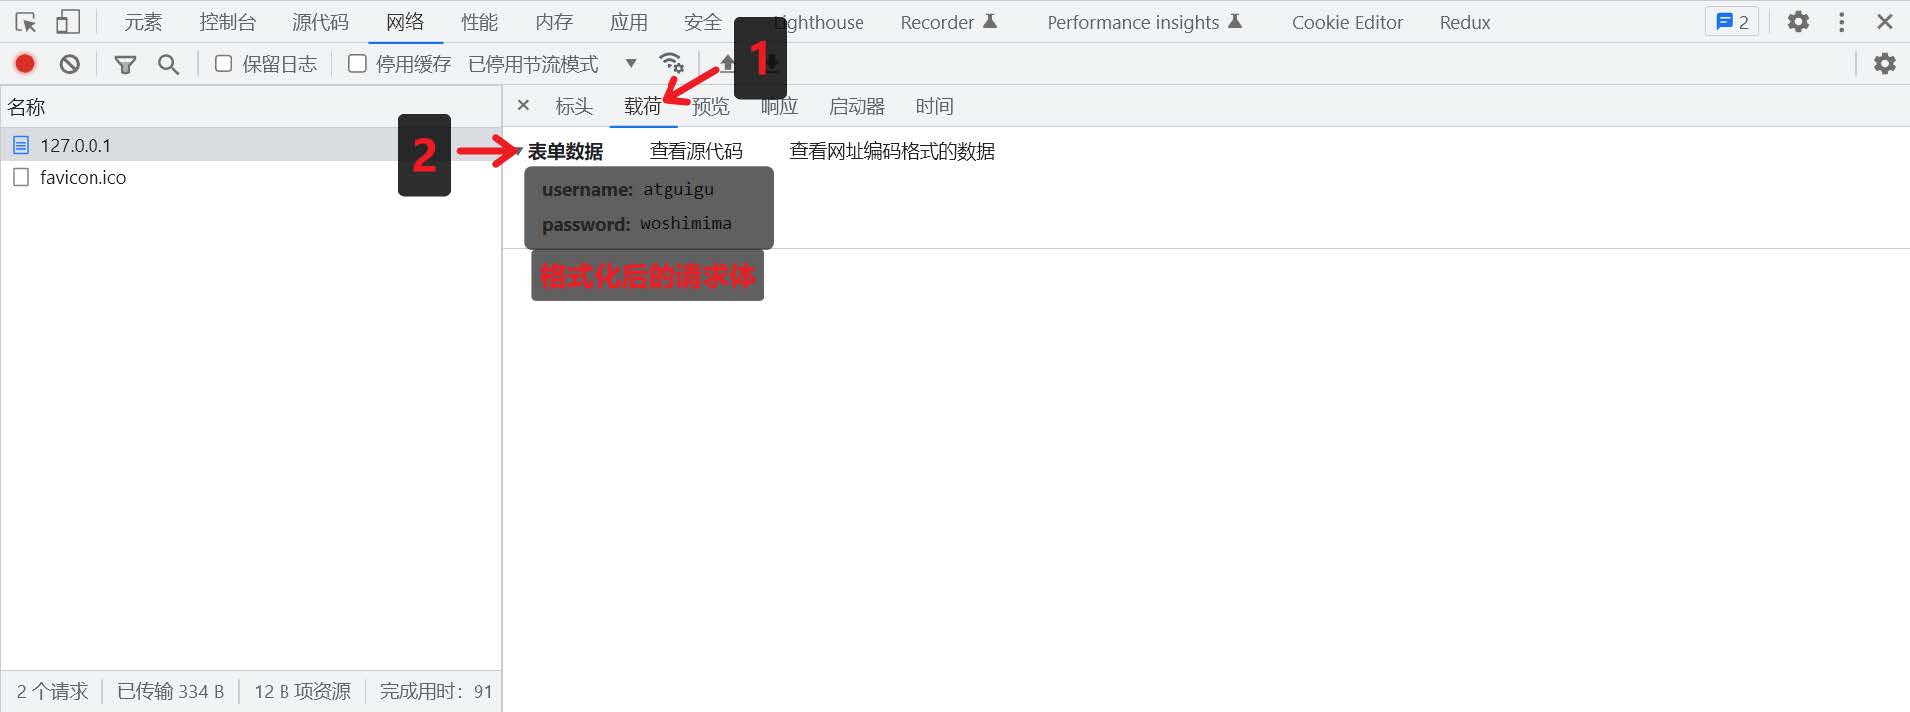 元素 控制台 源代码 网络 性能 内存 应用 安全 ighthouse Recorder Performance insights Cookie Editor Redux 2
保留日志 停用缓存 已停用节流模式
1
名称
标头 载荷 预览 响应 启动器 时间
127.0.0.1
favicon.ico
2
表单数据 查看源代码 查看网址编码格式的数据
username: atguigu
password: woshimima
格式化后的请求体
2 个请求 已传输 334 B 12 B 项资源 完成用时：91